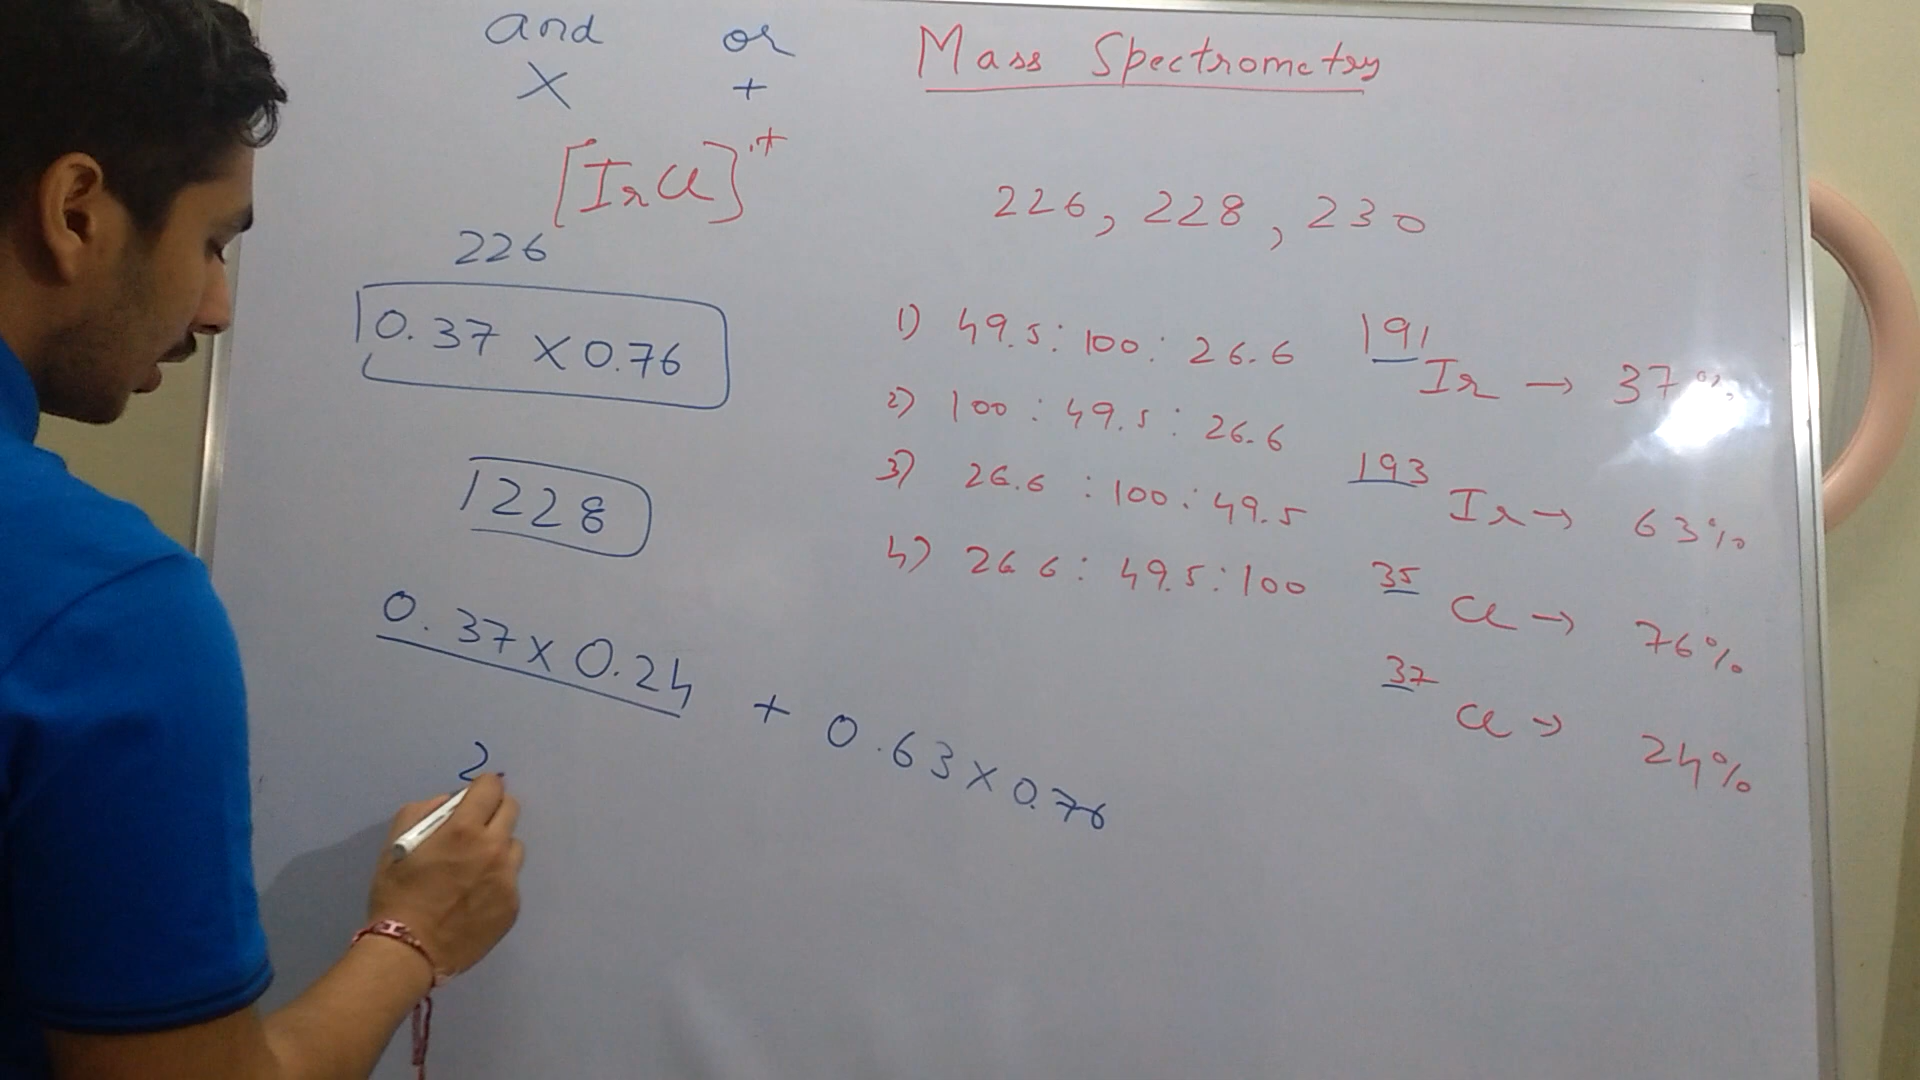 and or
X +
Mass Spectrometry
[IrCl]˙+
226, 228, 230
226
0.37 X 0.76
1) 49.5 : 100 : 26.6
2) 100 : 49.5 : 26.6
3) 26.6 : 100 : 49.5
4) 26 6 : 49.5 : 100
191 Ir → 37%
193 Ir → 63%
35 Cl → 76%
37 Cl → 24%
228
0.37 x 0.24 + 0.63 x 0.76
2